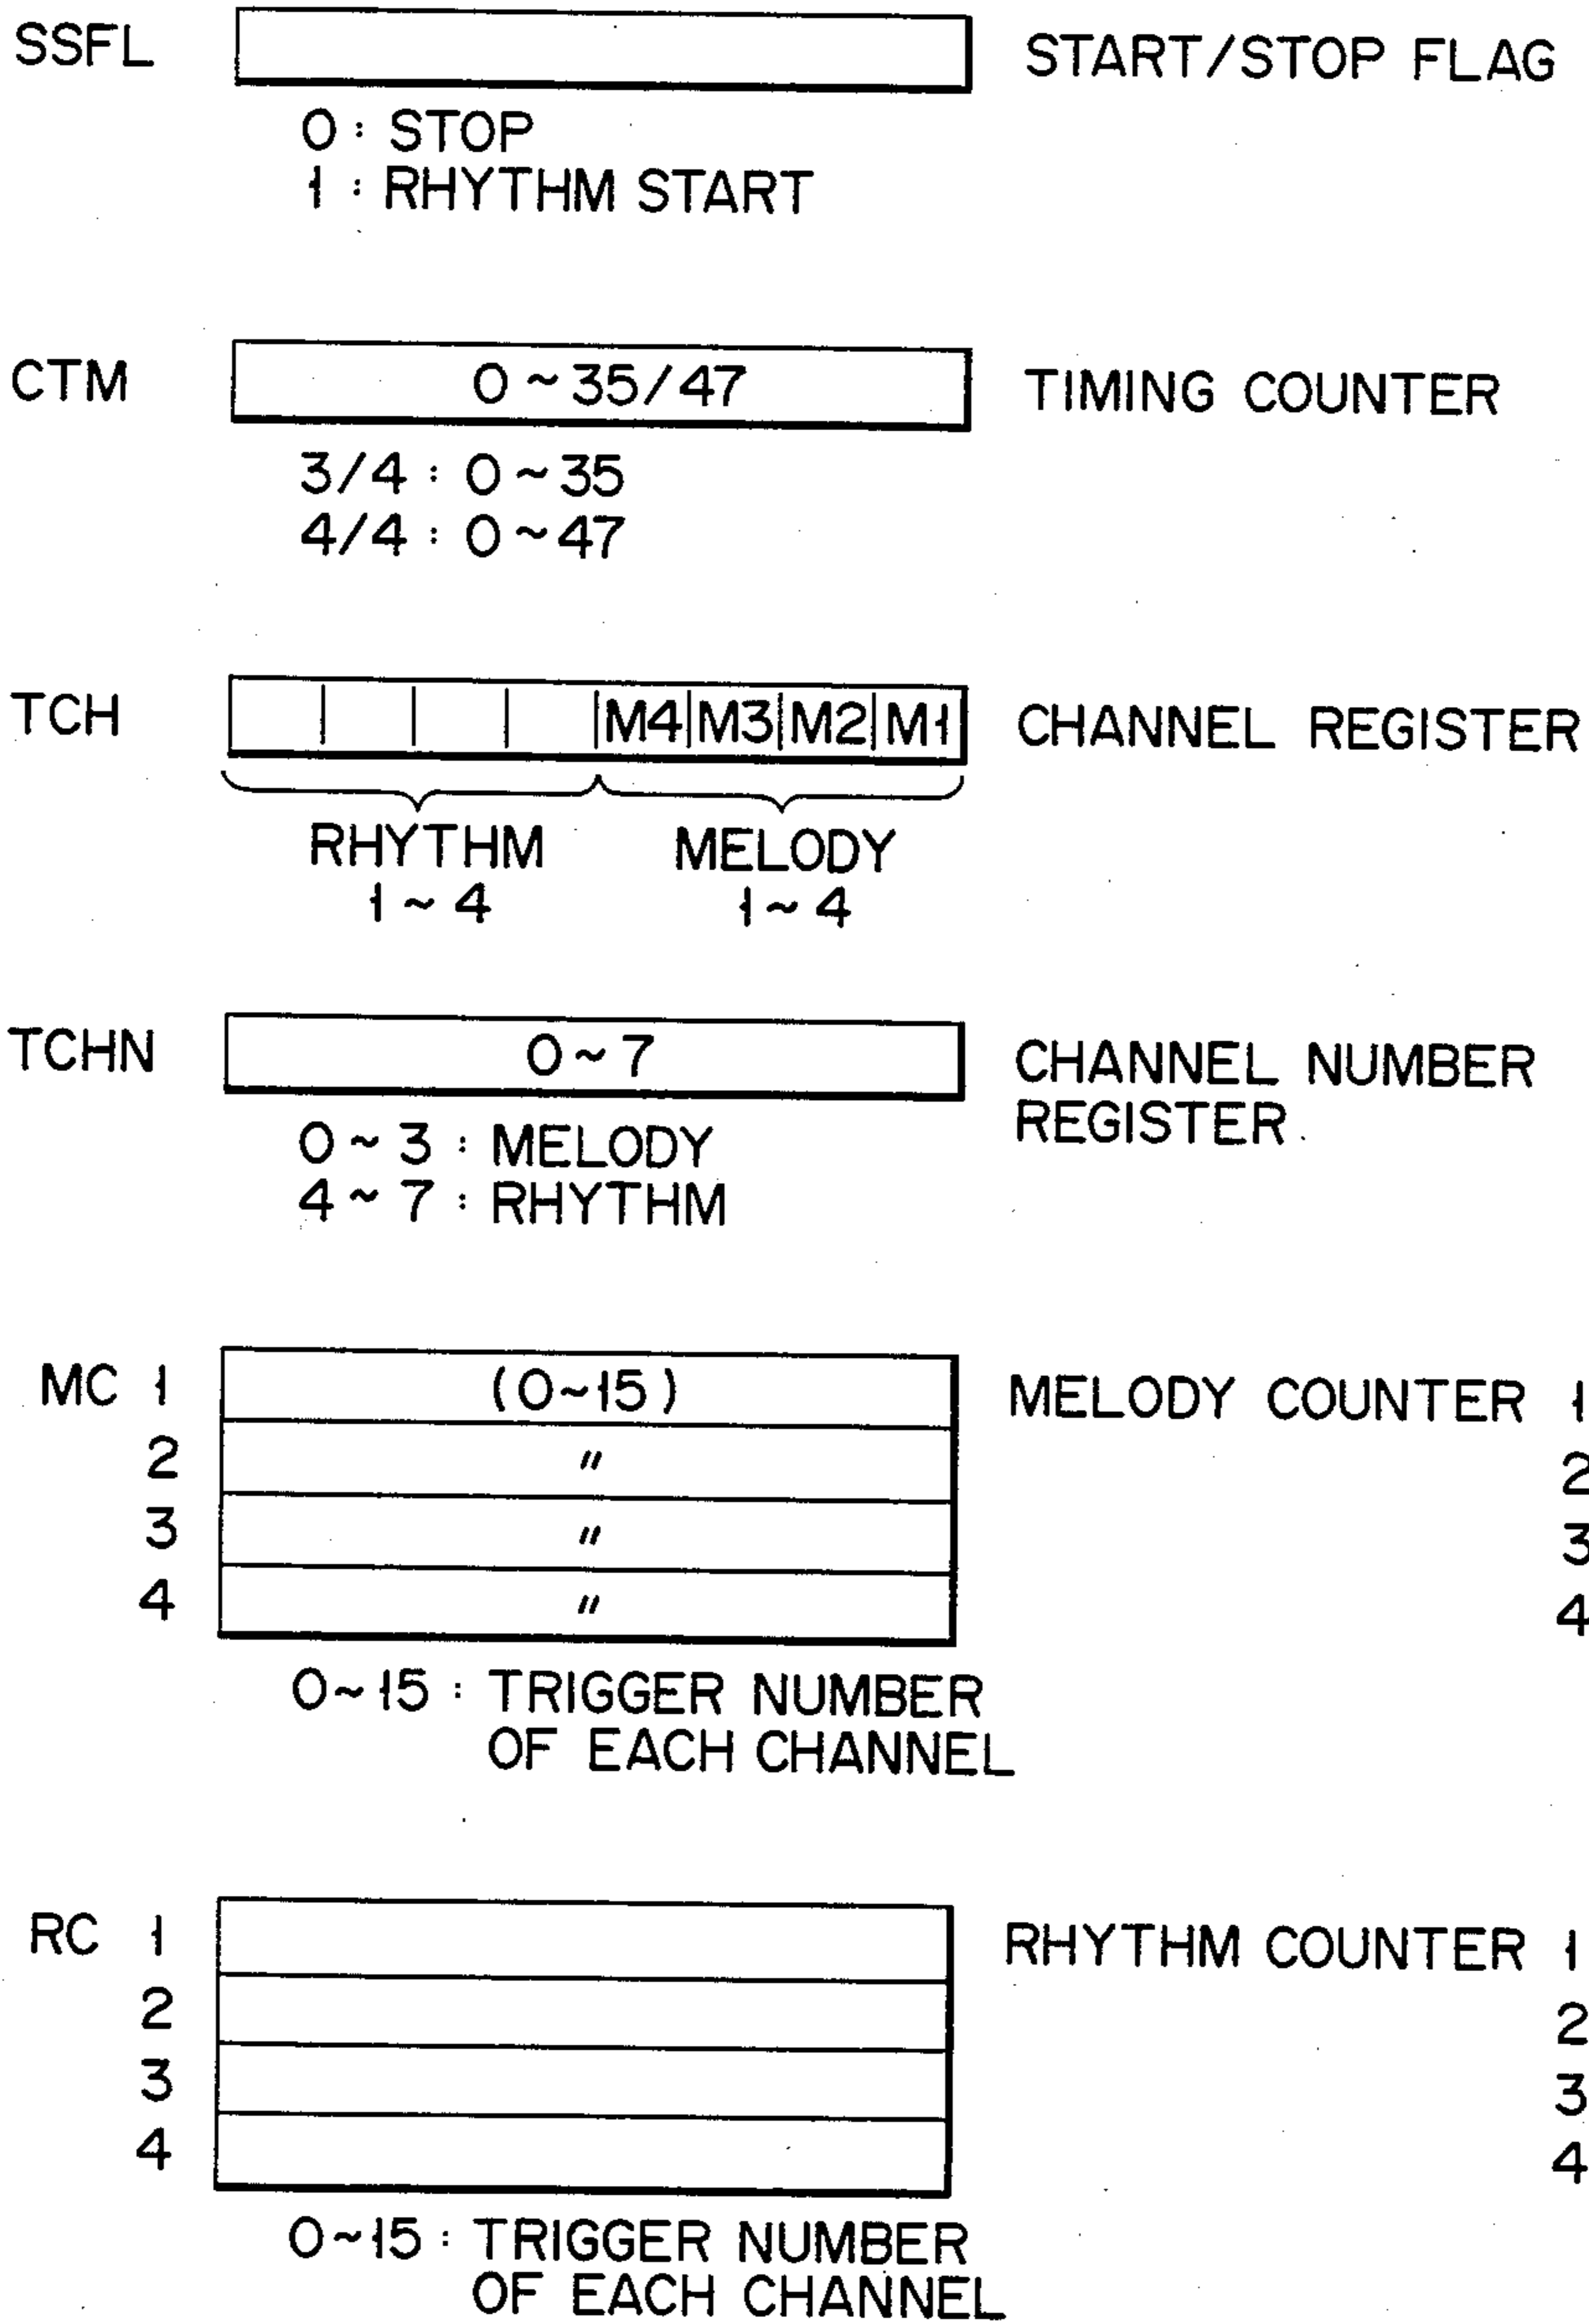 SSFL START/STOP FLAG
0 : STOP
1 : RHYTHM START
CTM 0 ~ 35/47 TIMING COUNTER
3/4 : 0 ~ 35
4/4 : 0 ~ 47
TCH M4 M3 M2 M1 CHANNEL REGISTER
RHYTHM MELODY
1 ~ 4 1 ~ 4
TCHN 0 ~ 7 CHANNEL NUMBER
REGISTER
0 ~ 3 : MELODY
4 ~ 7 : RHYTHM
MC 1 (0~15) MELODY COUNTER 1
2 〃 2
3 〃 3
4 〃 4
0~15 : TRIGGER NUMBER
OF EACH CHANNEL
RC 1 RHYTHM COUNTER 1
2 2
3 3
4 4
0~15 : TRIGGER NUMBER
OF EACH CHANNEL